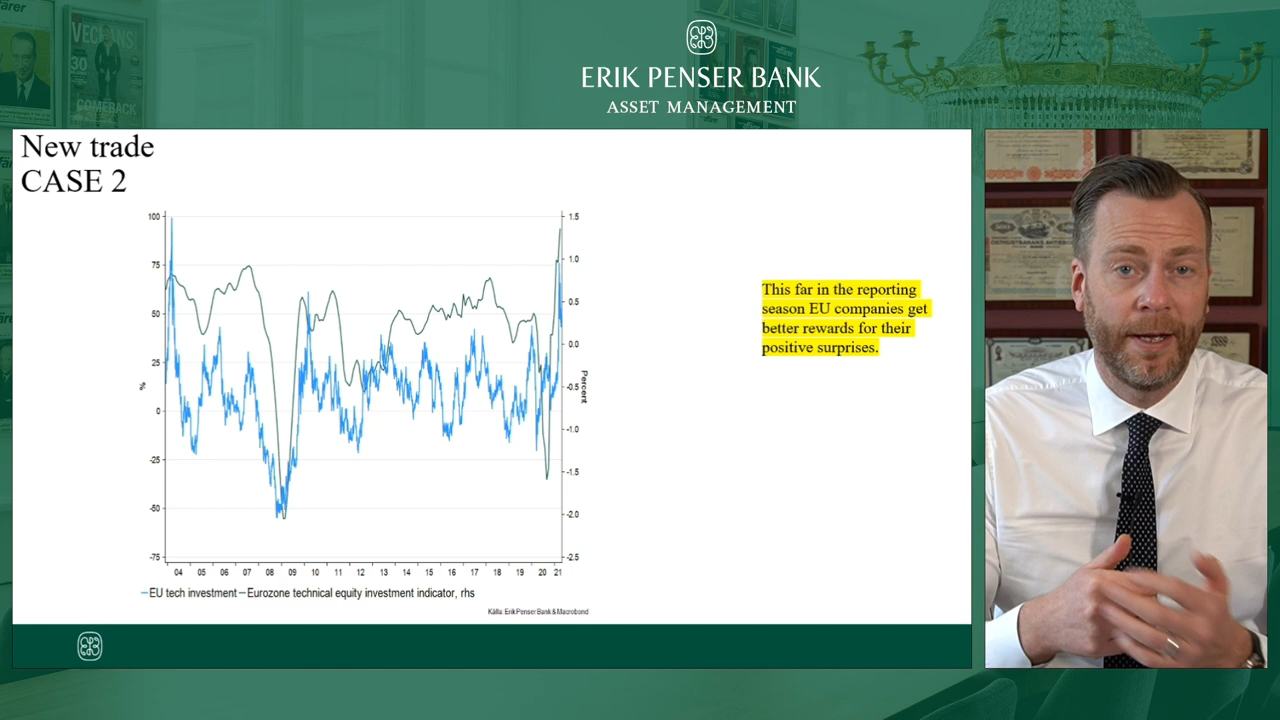 VECKANS
30
COMEBACK
ERIK PENSER BANK
ASSET MANAGEMENT
New trade
CASE 2
100
75
50
25
0
-25
-50
-75
%
1.5
1.0
0.5
0.0
-0.5
-1.0
-1.5
-2.0
-2.5
Percent
04 05 06 07 08 09 10 11 12 13 14 15 16 17 18 19 20 21
EU tech investment Eurozone technical equity investment indicator, rhs
Källa: Erik Penser Bank & Macrobond
This far in the reporting
season EU companies get
better rewards for their
positive surprises.